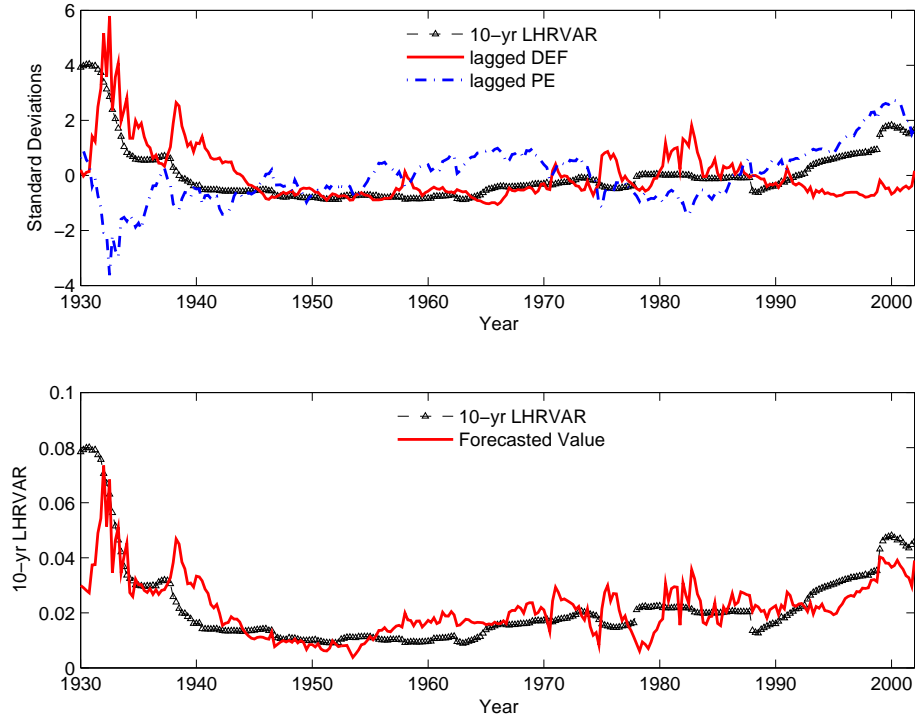 6
4
2
0
−2
−4
Standard Deviations
10−yr LHRVAR
lagged DEF
lagged PE
1930 1940 1950 1960 1970 1980 1990 2000
Year
0.1
0.08
0.06
0.04
0.02
0
10−yr LHRVAR
10−yr LHRVAR
Forecasted Value
1930 1940 1950 1960 1970 1980 1990 2000
Year